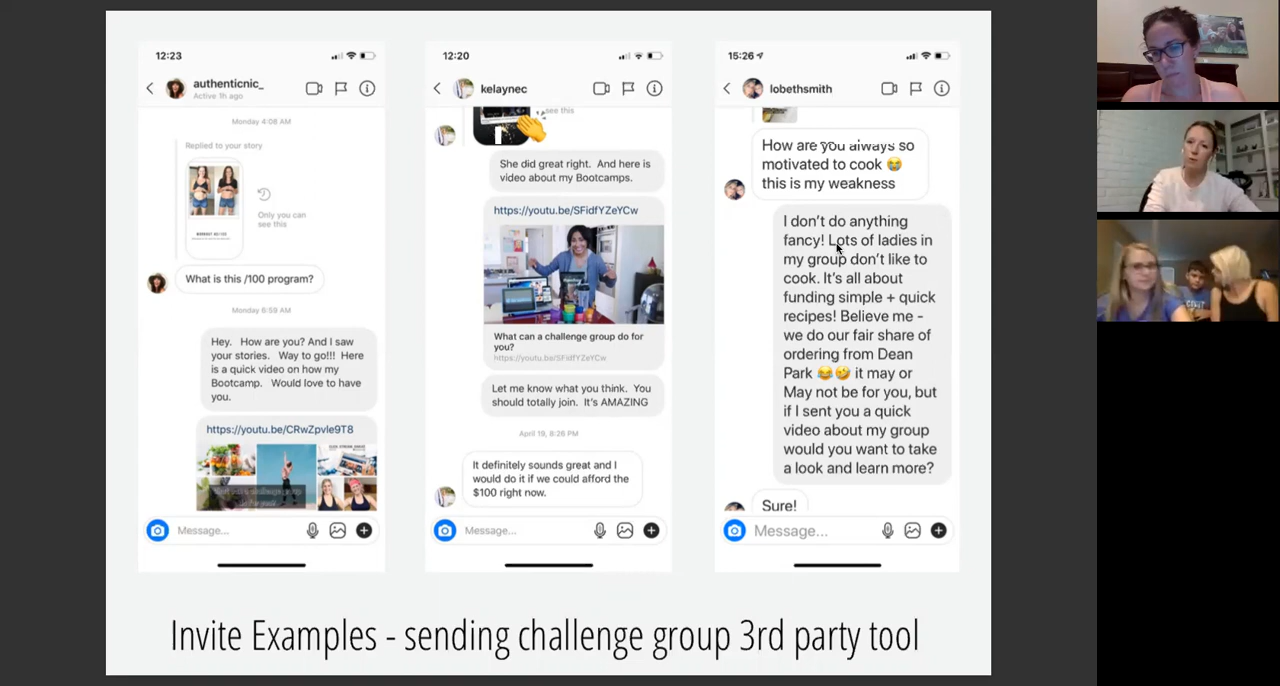 12:23
authenticnic_
Active 1h ago
Monday 4:08 AM
Replied to your story
Only you can
see this
What is this /100 program?
Monday 6:59 AM
Hey. How are you? And I saw
your stories. Way to go!!! Here
is a quick video on how my
Bootcamp. Would love to have
you.
https://youtu.be/CRwZpvle9T8
Message...
12:20
kelaynec
see this
She did great right. And here is
video about my Bootcamps.
https://youtu.be/SFidfYZeYCw
What can a challenge group do for
you?
https://youtu.be/SFidfYZeYCw
Let me know what you think. You
should totally join. It's AMAZING
April 19, 8:26 PM
It definitely sounds great and I
would do it if we could afford the
$100 right now.
Message...
15:26
lobethsmith
How are you always so
motivated to cook 😭
this is my weakness
I don't do anything
fancy! Lots of ladies in
my group don't like to
cook. It's all about
funding simple + quick
recipes! Believe me -
we do our fair share of
ordering from Dean
Park 😂🤣 it may or
May not be for you, but
if I sent you a quick
video about my group
would you want to take
a look and learn more?
Sure!
Message...
Invite Examples - sending challenge group 3rd party tool